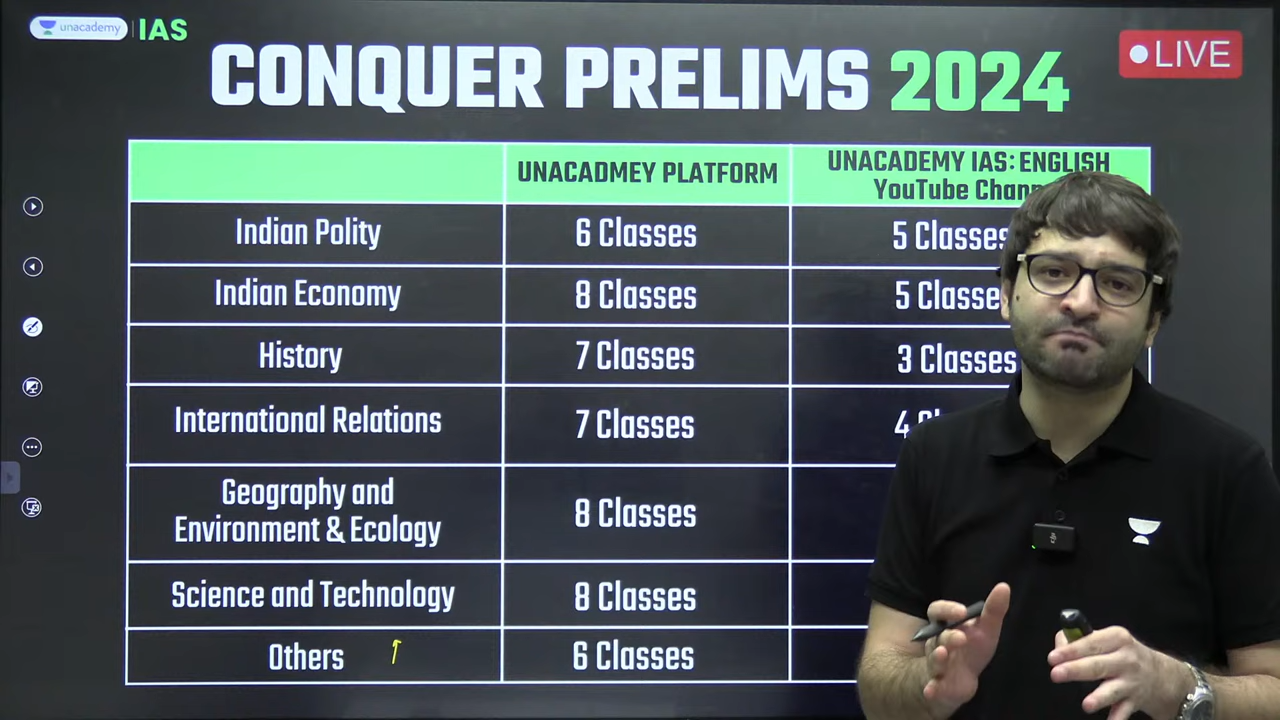 unacademy IAS
LIVE
CONQUER PRELIMS 2024
UNACADMEY PLATFORM
UNACADEMY IAS: ENGLISH
YouTube
Indian Polity 6 Classes 5 Classes
Indian Economy 8 Classes 5
History 7 Classes 3 Classes
International Relations 7 Classes 4
Geography and
Environment & Ecology
8 Classes
Science and Technology 8 Classes
Others 6 Classes